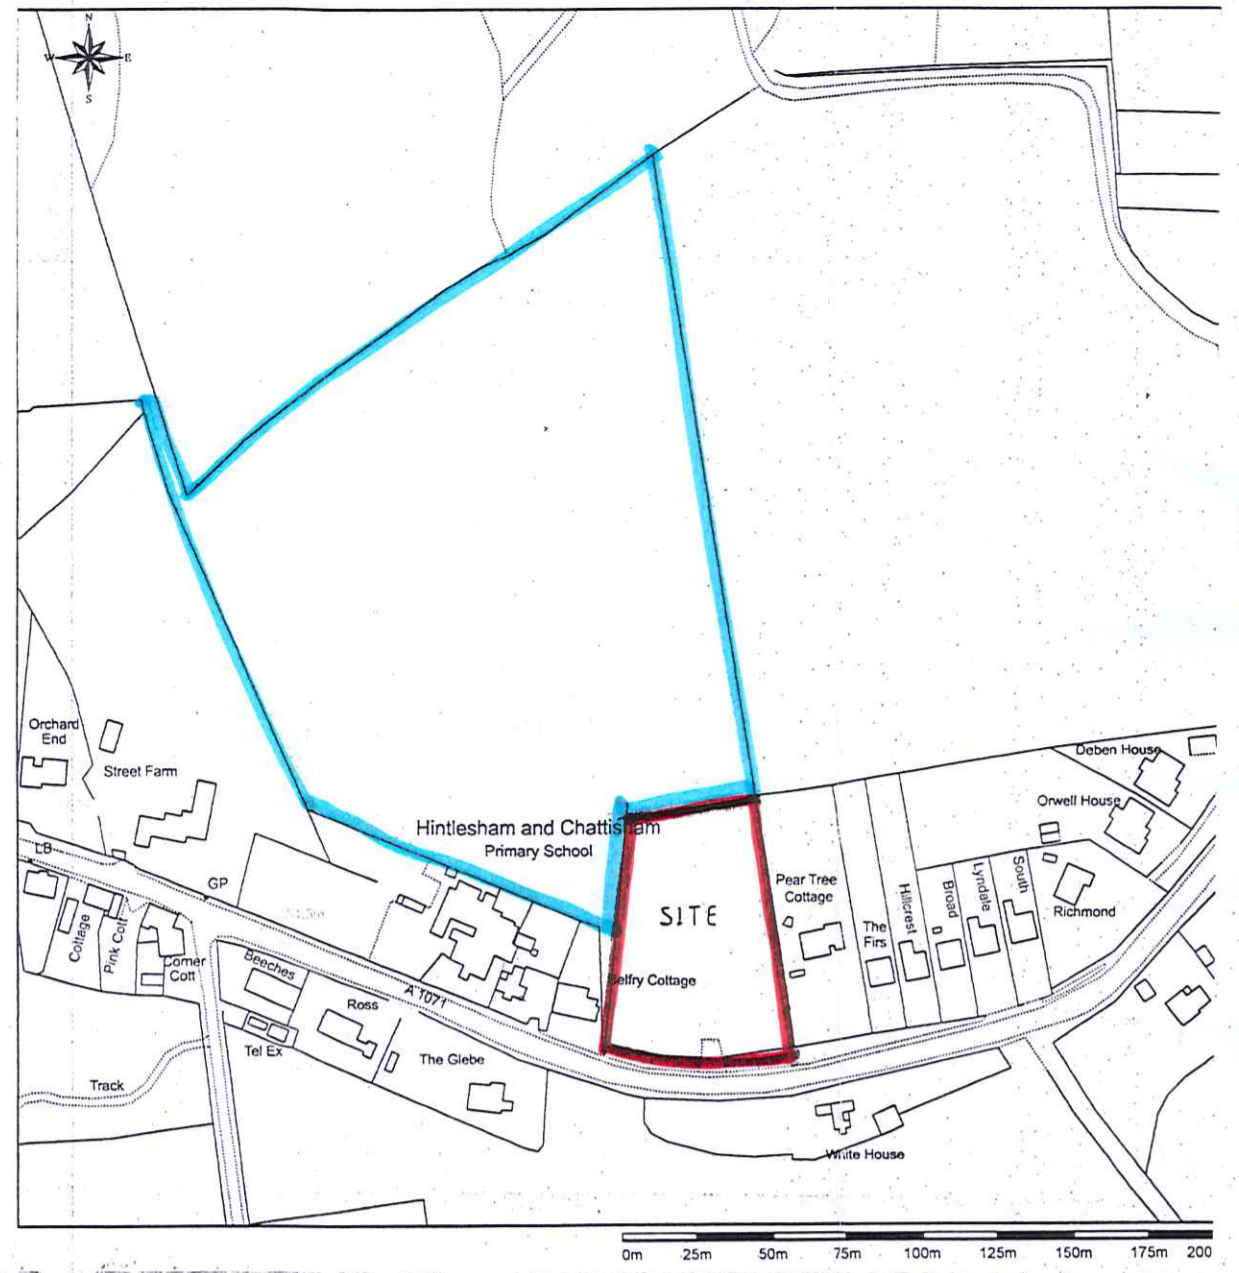 N
W E
S
Orchard
End
Street Farm
Deben House
Orwell House
Hintlesham and Chattisham
Primary School
LB
GP
Pear Tree
Cottage
SITE
The
Firs
Hillcrest
Broad
Lyndale
South
Richmond
Cottage
Pink Cott
Corner
Cott
Beeches
Belfry Cottage
A 1071
Ross
Tel Ex
The Glebe
Track
White House
0m 25m 50m 75m 100m 125m 150m 175m 200